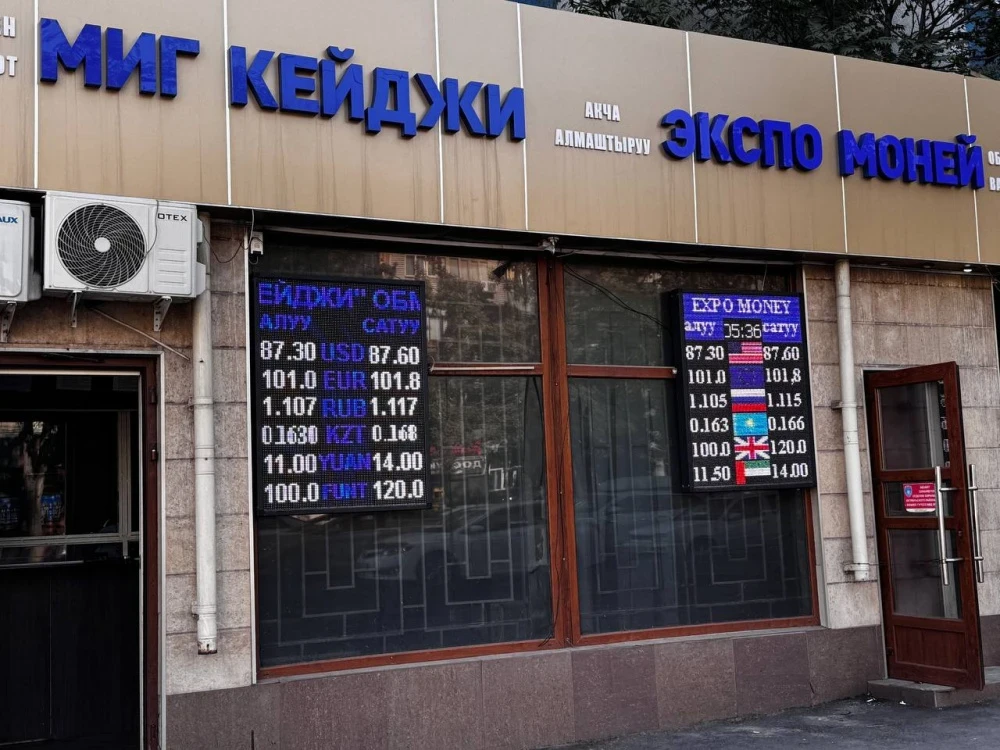 МИГ КЕЙДЖИ
АКЧА
АЛМАШТЫРУУ
ЭКСПО МОНЕЙ
OTEX
AUX
ЕЙДЖИ" ОБМ
АЛУУ САТУУ
87.30 USD 87.60
101.0 EUR 101.8
1.107 RUB 1.117
0.1630 KZT 0.168
11.00 YUAN 14.00
100.0 FUNT 120.0
EXPO MONEY
алуу 05:36 сатуу
87.30 87.60
101.0 101.8
1.105 1.115
0.163 0.166
100.0 120.0
11.50 14.00